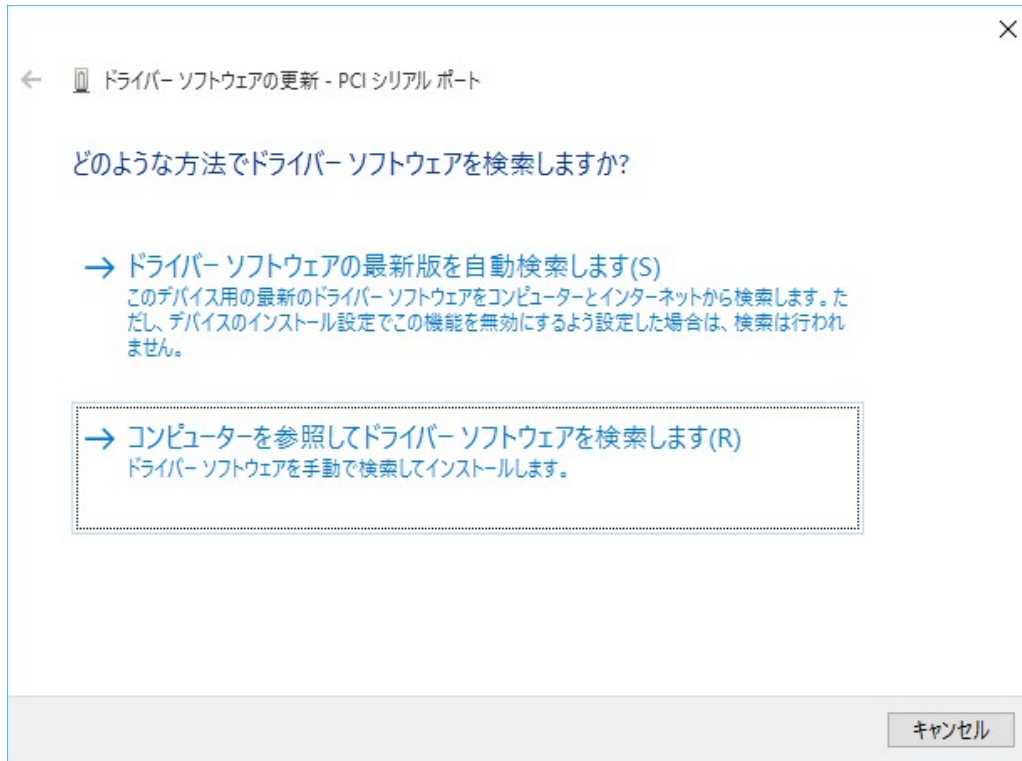 ドライバー ソフトウェアの更新 - PCI シリアル ポート
どのような方法でドライバー ソフトウェアを検索しますか?
ドライバー ソフトウェアの最新版を自動検索します(S)
このデバイス用の最新のドライバー ソフトウェアをコンピューターとインターネットから検索します。た
だし、デバイスのインストール設定でこの機能を無効にするよう設定した場合は、検索は行われ
ません。
コンピューターを参照してドライバー ソフトウェアを検索します(R)
ドライバー ソフトウェアを手動で検索してインストールします。
キャンセル